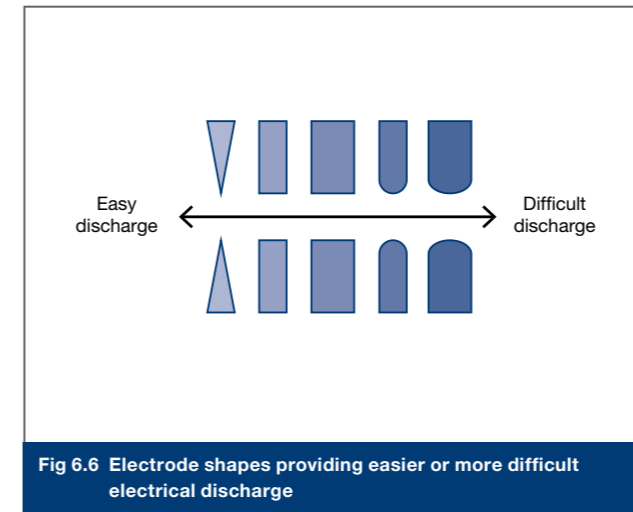 Easy
discharge
Difficult
discharge
Fig 6.6 Electrode shapes providing easier or more difficult
electrical discharge